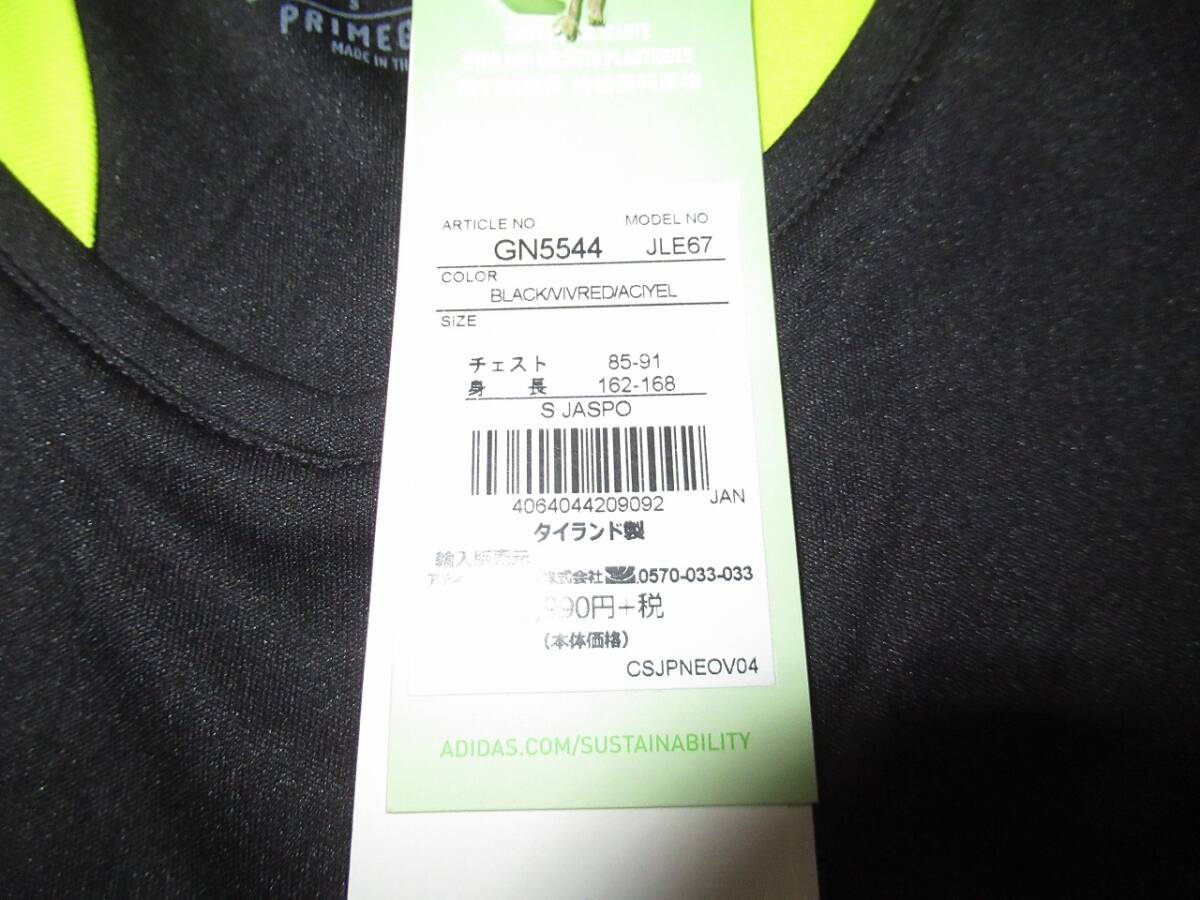 S
PRIMEG
MADE IN TH
ARTICLE NO MODEL NO
GN5544 JLE67
COLOR
BLACK/VIVRED/ACIYEL
SIZE
チェスト 85-91
身 長 162-168
S JASPO
4064044209092 JAN
タイランド製
輸入販売元
株式会社 0570-033-033
,990円+税
(本体価格)
CSJPNEOV04
ADIDAS.COM/SUSTAINABILITY